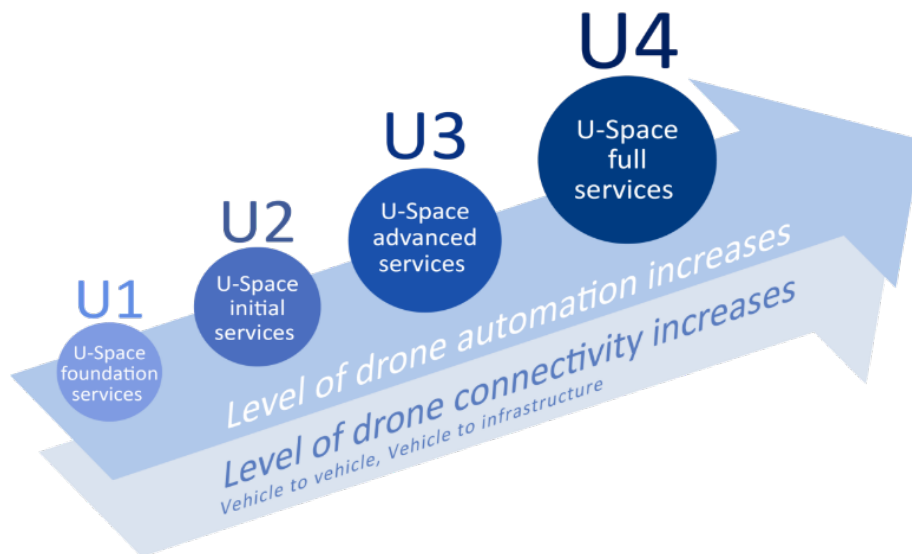 U1
U-Space
foundation
services
U2
U-Space
initial
services
U3
U-Space
advanced
services
U4
U-Space
full
services
Level of drone automation increases
Level of drone connectivity increases
Vehicle to vehicle, Vehicle to infrastructure